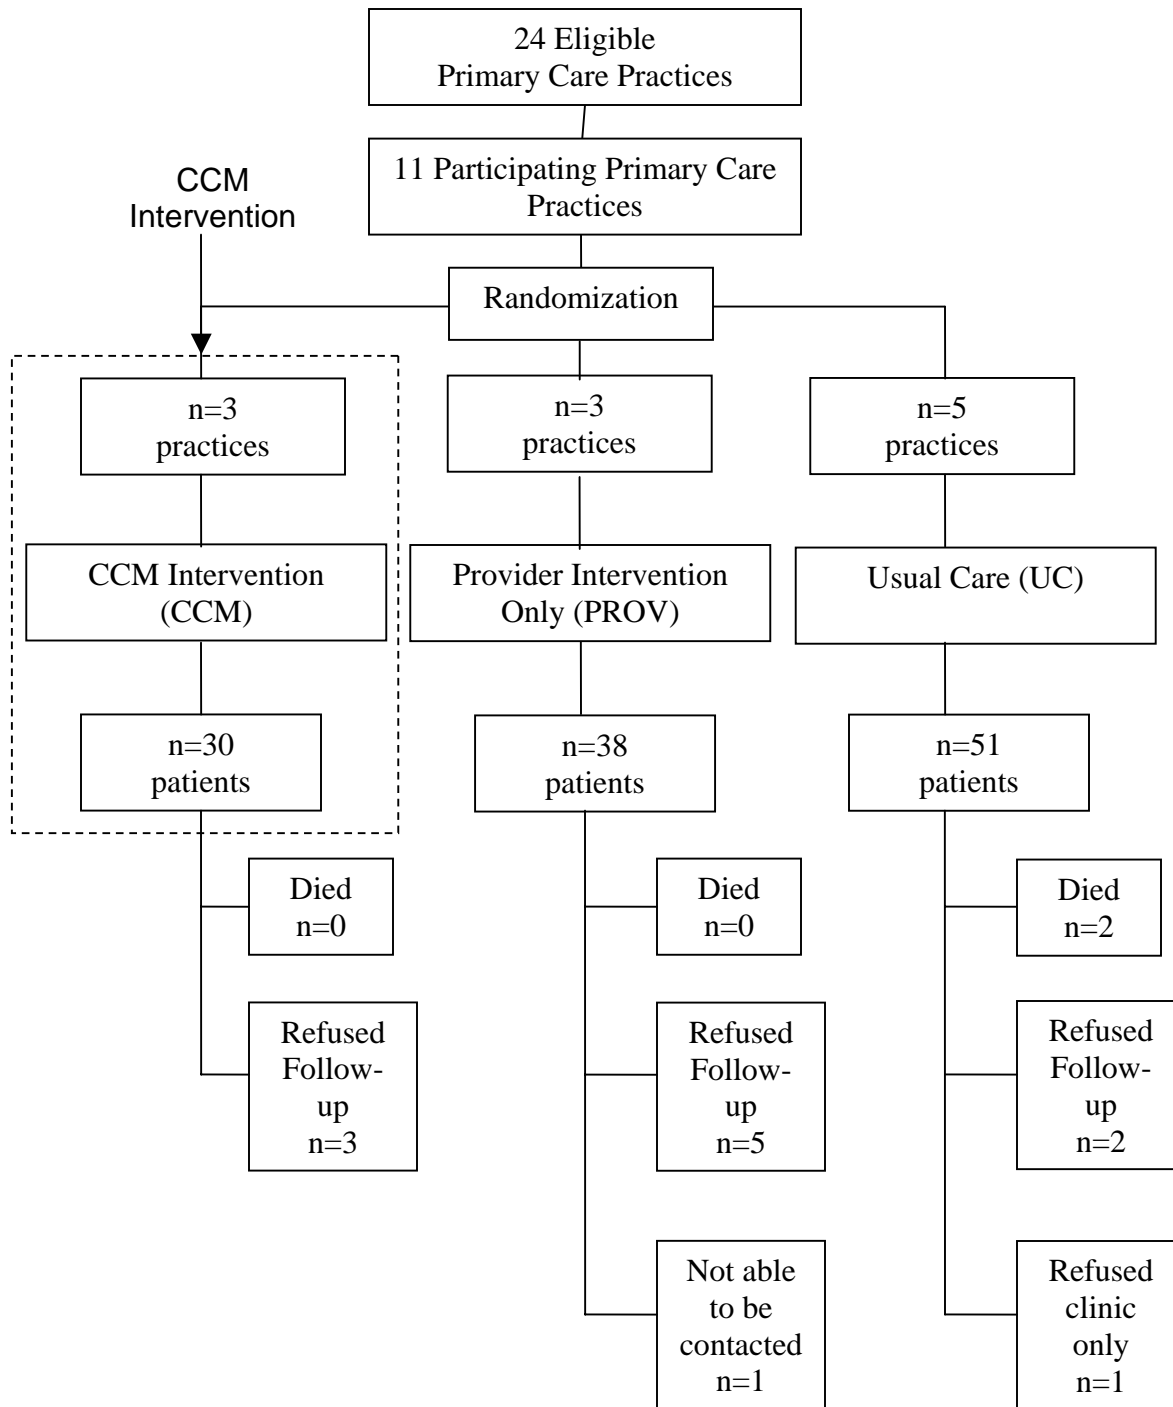 24 Eligible
Primary Care Practices
11 Participating Primary Care
Practices
CCM
Intervention
Randomization
n=3
practices
n=3
practices
n=5
practices
CCM Intervention
(CCM)
Provider Intervention
Only (PROV)
Usual Care (UC)
n=30
patients
n=38
patients
n=51
patients
Died
n=0
Died
n=0
Died
n=2
Refused
Follow-
up
n=3
Refused
Follow-
up
n=5
Refused
Follow-
up
n=2
Not able
to be
contacted
n=1
Refused
clinic
only
n=1